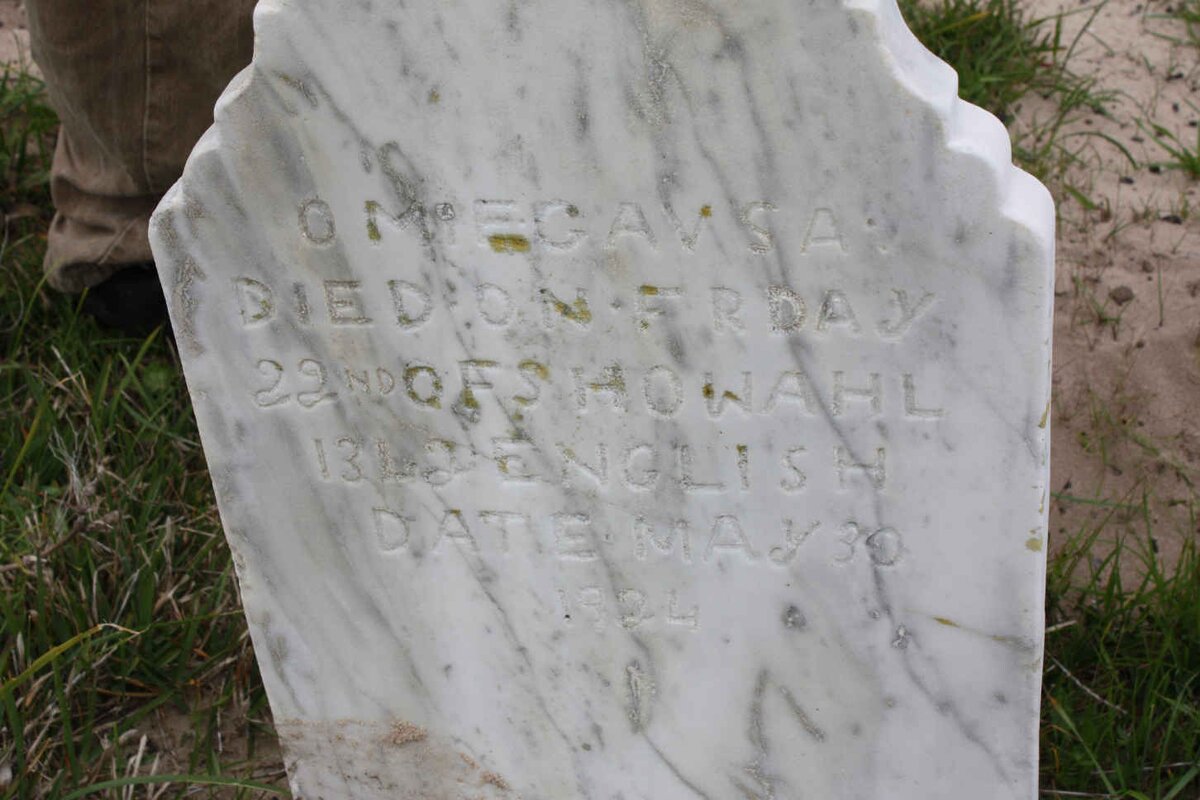 DIED ON FRDAY
22ND OF SHOWAHL
1342 ENGLISH
DATE MAY 30
1924